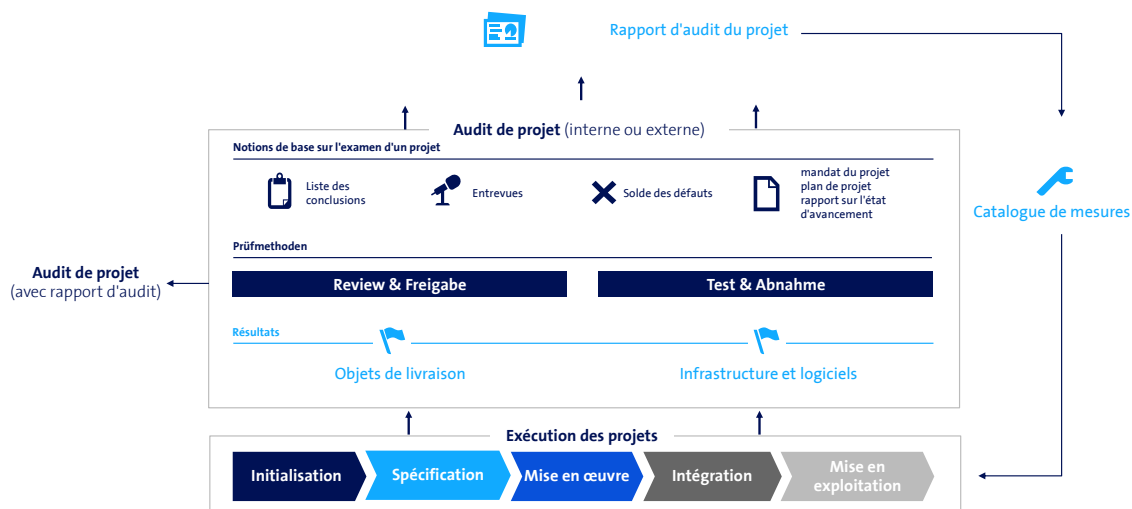 Rapport d'audit du projet
Audit de projet (interne ou externe)
Notions de base sur l'examen d'un projet
Liste des
conclusions
Entrevues
Solde des défauts
mandat du projet
plan de projet
rapport sur l'état
d'avancement
Catalogue de mesures
Prüfmethoden
Audit de projet
(avec rapport d'audit)
Review & Freigabe
Test & Abnahme
Résultats
Objets de livraison
Infrastructure et logiciels
Exécution des projets
Initialisation
Spécification
Mise en œuvre
Intégration
Mise en
exploitation